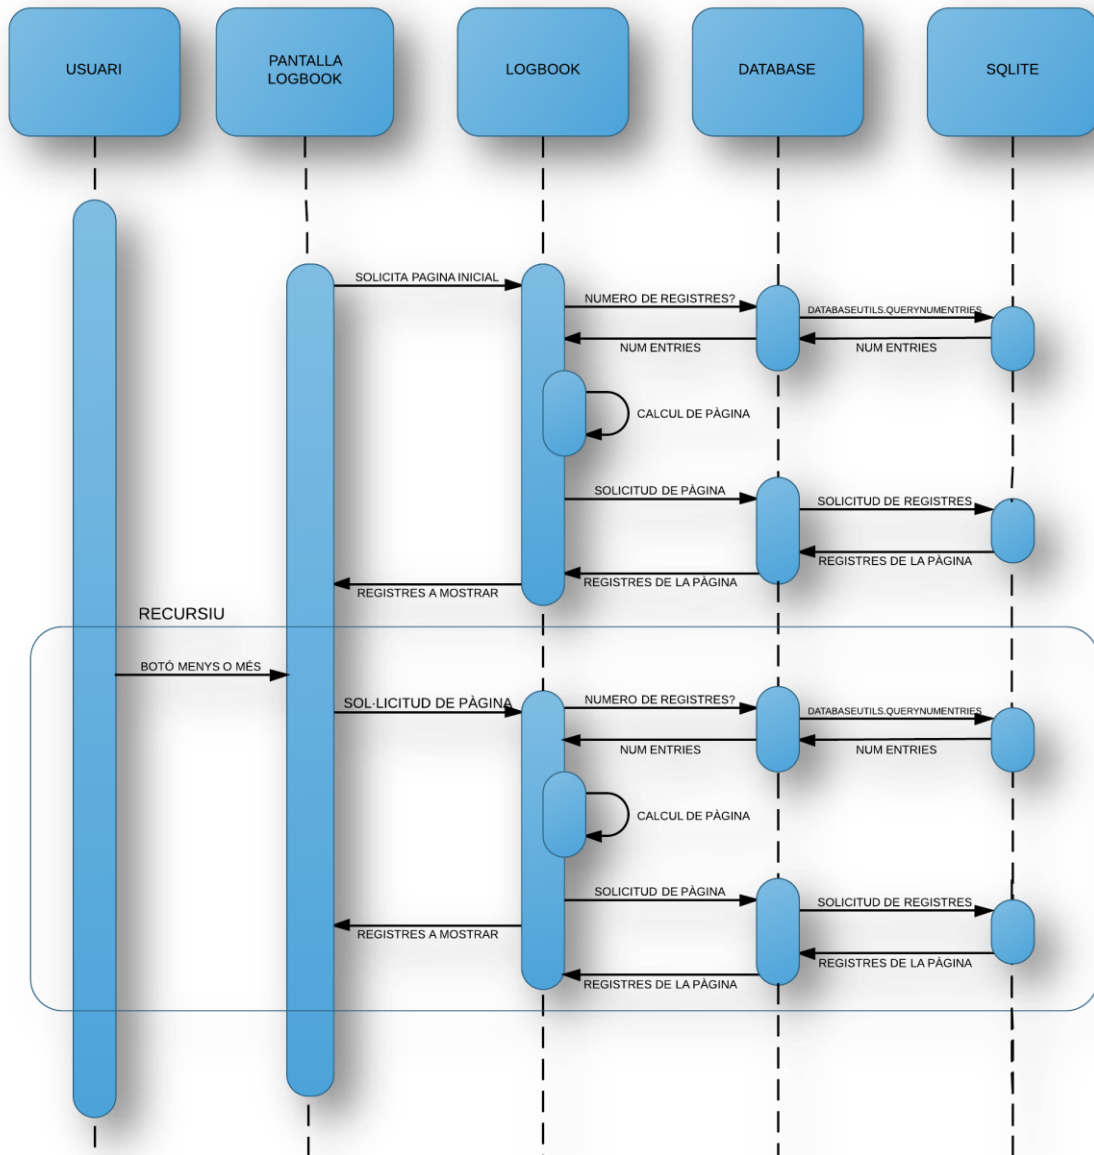 USUARI
PANTALLA
LOGBOOK
LOGBOOK
DATABASE
SQLITE
SOLICITA PAGINA INICIAL
NUMERO DE REGISTRES?
DATABASEUTILS.QUERYNUMENTRIES
NUM ENTRIES
NUM ENTRIES
CALCUL DE PÀGINA
SOLICITUD DE PÀGINA
SOLICITUD DE REGISTRES
REGISTRES DE LA PÀGINA
REGISTRES DE LA PÀGINA
REGISTRES A MOSTRAR
RECURSIU
BOTÓ MENYS O MÉS
SOL·LICITUD DE PÀGINA
NUMERO DE REGISTRES?
DATABASEUTILS.QUERYNUMENTRIES
NUM ENTRIES
NUM ENTRIES
CALCUL DE PÀGINA
SOLICITUD DE PÀGINA
SOLICITUD DE REGISTRES
REGISTRES A MOSTRAR
REGISTRES DE LA PÀGINA
REGISTRES DE LA PÀGINA